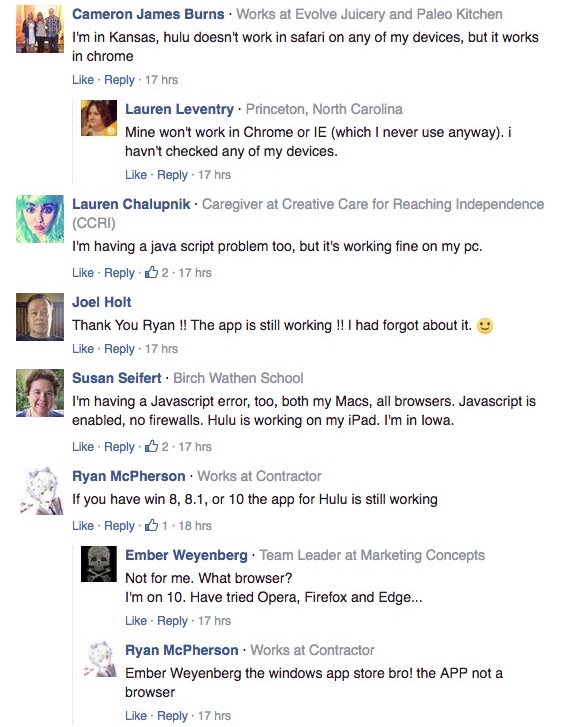 Cameron James Burns · Works at Evolve Juicery and Paleo Kitchen
I'm in Kansas, hulu doesn't work in safari on any of my devices, but it works
in chrome
Like · Reply · 17 hrs
Lauren Leventry · Princeton, North Carolina
Mine won't work in Chrome or IE (which I never use anyway). i
havn't checked any of my devices.
Like · Reply · 17 hrs
Lauren Chalupnik · Caregiver at Creative Care for Reaching Independence
(CCRI)
I'm having a java script problem too, but it's working fine on my pc.
Like · Reply · 2 · 17 hrs
Joel Holt
Thank You Ryan !! The app is still working !! I had forgot about it. 🙂
Like · Reply · 17 hrs
Susan Seifert · Birch Wathen School
I'm having a Javascript error, too, both my Macs, all browsers. Javascript is
enabled, no firewalls. Hulu is working on my iPad. I'm in Iowa.
Like · Reply · 2 · 17 hrs
Ryan McPherson · Works at Contractor
If you have win 8, 8.1, or 10 the app for Hulu is still working
Like · Reply · 1 · 18 hrs
Ember Weyenberg · Team Leader at Marketing Concepts
Not for me. What browser?
I'm on 10. Have tried Opera, Firefox and Edge...
Like · Reply · 17 hrs
Ryan McPherson · Works at Contractor
Ember Weyenberg the windows app store bro! the APP not a
browser
Like · Reply · 17 hrs